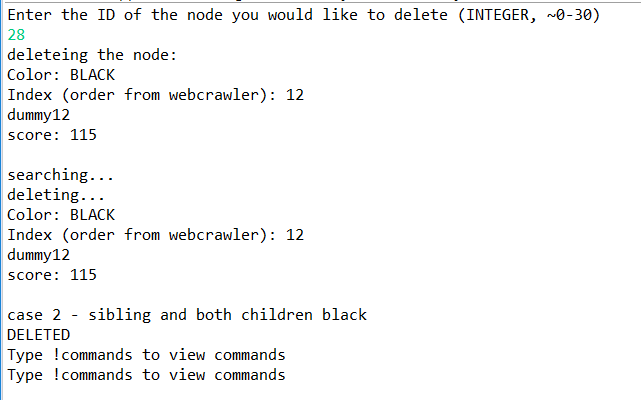 Enter the ID of the node you would like to delete (INTEGER, ~0-30)
28
deleteing the node:
Color: BLACK
Index (order from webcrawler): 12
dummy12
score: 115
searching...
deleting...
Color: BLACK
Index (order from webcrawler): 12
dummy12
score: 115
case 2 - sibling and both children black
DELETED
Type !commands to view commands
Type !commands to view commands